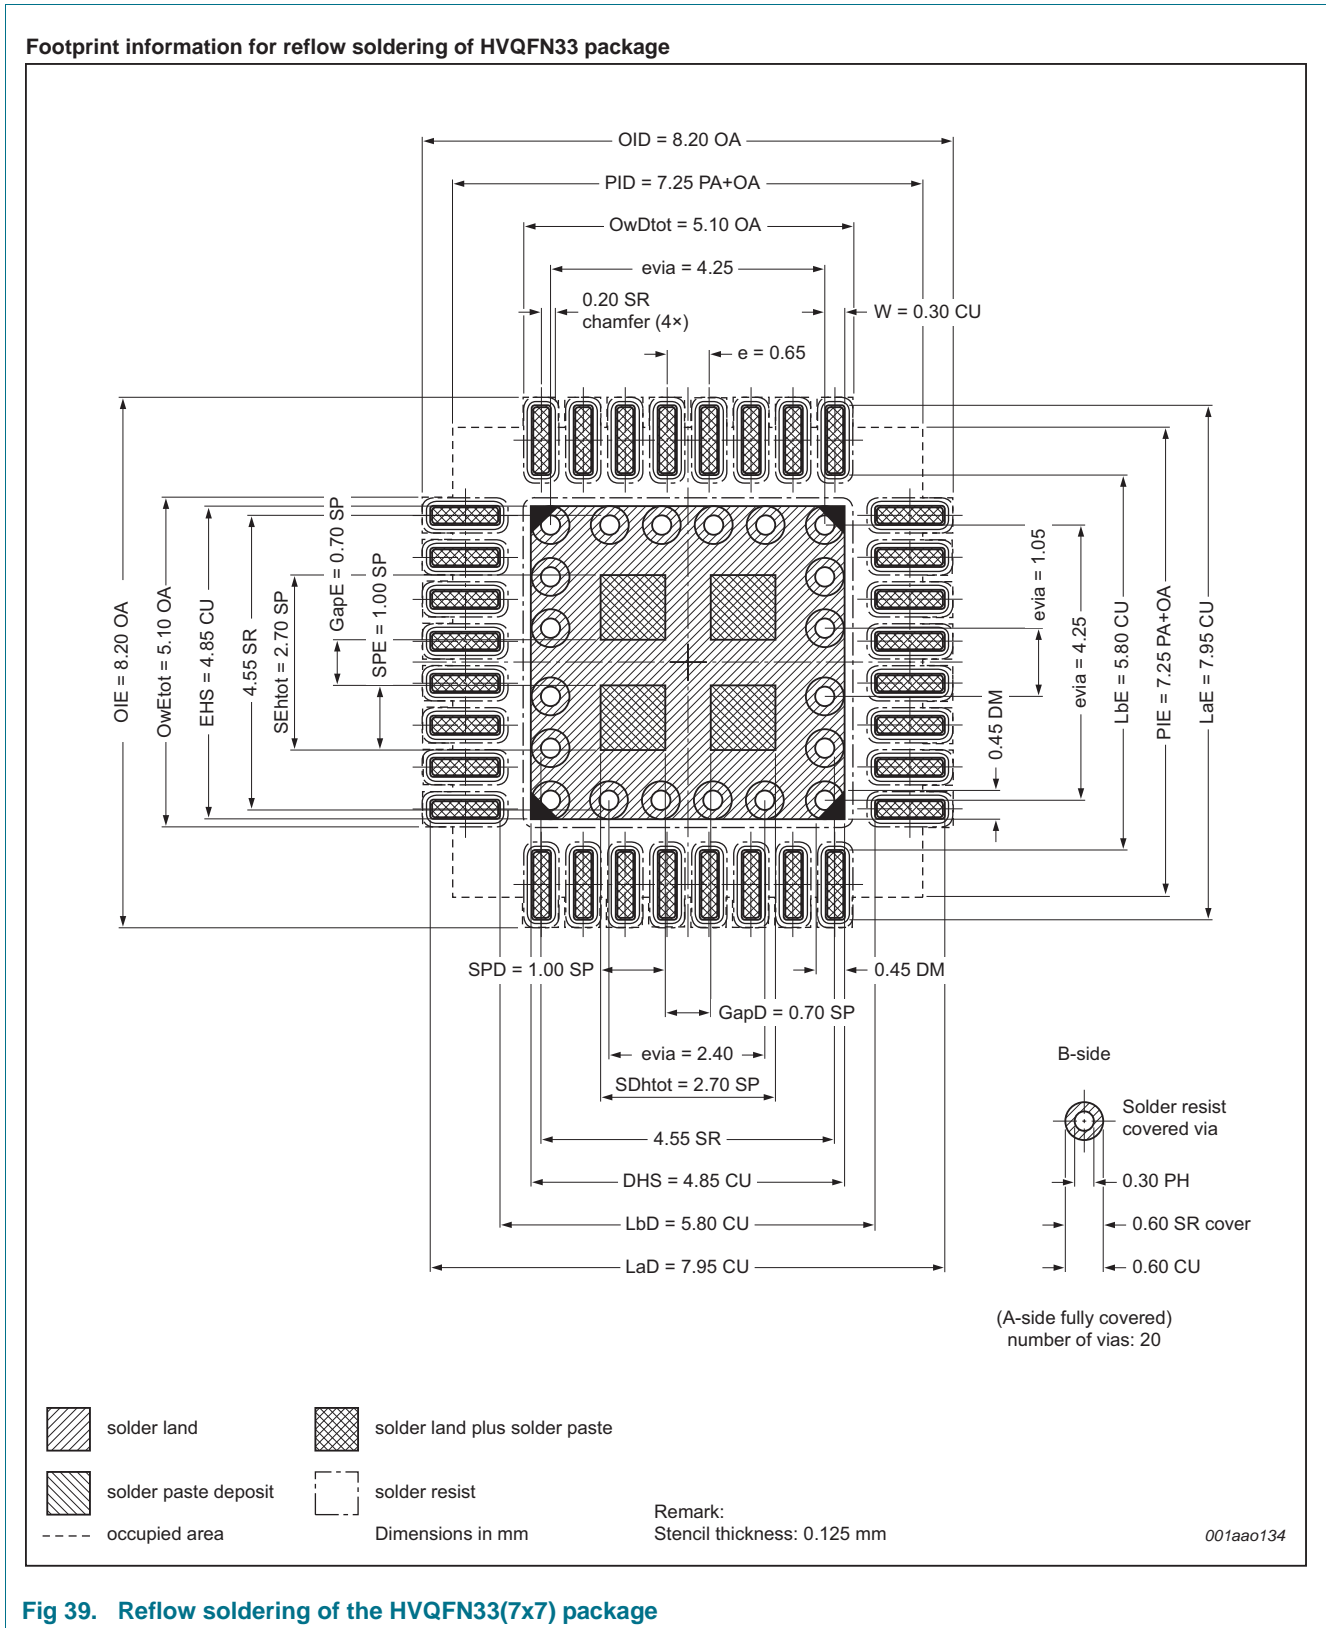 Footprint information for reflow soldering of HVQFN33 package
OID = 8.20 OA
PID = 7.25 PA+OA
OwDtot = 5.10 OA
evia = 4.25
0.20 SR
chamfer (4×)
W = 0.30 CU
e = 0.65
OIE = 8.20 OA
OwEtot = 5.10 OA
EHS = 4.85 CU
4.55 SR
SEhtot = 2.70 SP
GapE = 0.70 SP
SPE = 1.00 SP
evia = 1.05
0.45 DM
evia = 4.25
LbE = 5.80 CU
PIE = 7.25 PA+OA
LaE = 7.95 CU
SPD = 1.00 SP
0.45 DM
GapD = 0.70 SP
evia = 2.40
SDhtot = 2.70 SP
4.55 SR
DHS = 4.85 CU
LbD = 5.80 CU
LaD = 7.95 CU
B-side
Solder resist
covered via
0.30 PH
0.60 SR cover
0.60 CU
(A-side fully covered)
number of vias: 20
solder land
solder land plus solder paste
solder paste deposit
solder resist
occupied area
Dimensions in mm
Remark:
Stencil thickness: 0.125 mm
001aao134
Fig 39. Reflow soldering of the HVQFN33(7x7) package